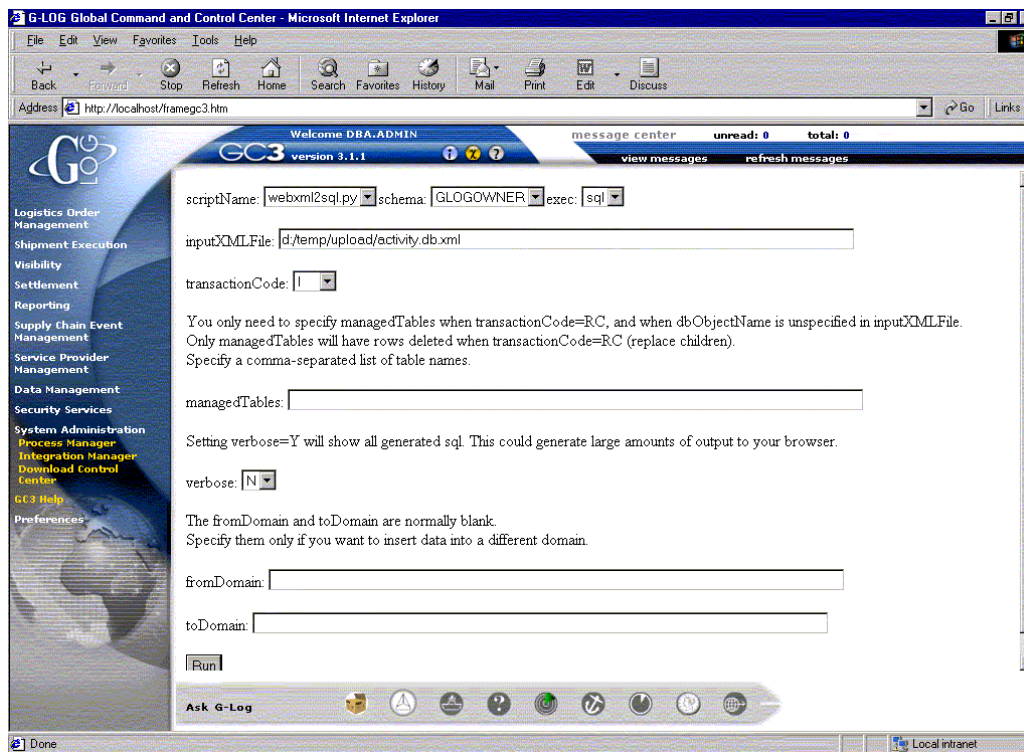 G-LOG Global Command and Control Center - Microsoft Internet Explorer
File Edit View Favorites Tools Help
Back Forward Stop Refresh Home Search Favorites History Mail Print Edit Discuss
Address http://localhost/framegc3.htm Go Links
Welcome DBA.ADMIN
GC3 version 3.1.1
message center unread: 0 total: 0
view messages refresh messages
Logistics Order
Management
Shipment Execution
Visibility
Settlement
Reporting
Supply Chain Event
Management
Service Provider
Management
Data Management
Security Services
System Administration
Process Manager
Integration Manager
Download Control
Center
GC3 Help
Preferences
scriptName: webxml2sql.py schema: GLOGOWNER exec: sql
inputXMLFile: d:/temp/upload/activity.db.xml
transactionCode: I
You only need to specify managedTables when transactionCode=RC, and when dbObjectName is unspecified in inputXMLFile.
Only managedTables will have rows deleted when transactionCode=RC (replace children).
Specify a comma-separated list of table names.
managedTables:
Setting verbose=Y will show all generated sql. This could generate large amounts of output to your browser.
verbose: N
The fromDomain and toDomain are normally blank.
Specify them only if you want to insert data into a different domain.
fromDomain:
toDomain:
Run
Ask G-Log
Done Local intranet